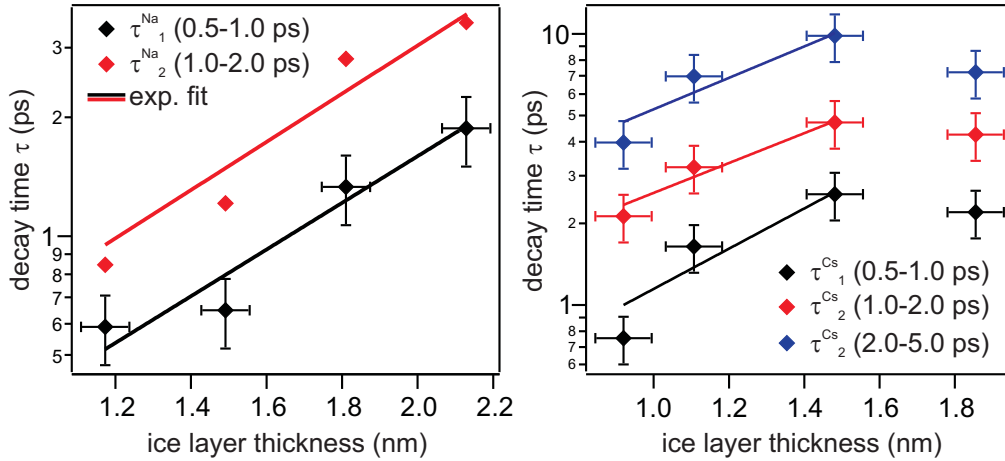 τ^Na_1 (0.5-1.0 ps)
τ^Na_2 (1.0-2.0 ps)
exp. fit
decay time τ (ps)
3
2
1
9
8
7
6
5
1.2 1.4 1.6 1.8 2.0 2.2
ice layer thickness (nm)
decay time τ (ps)
10
7
6
5
4
3
2
1
8
7
6
τ^Cs_1 (0.5-1.0 ps)
τ^Cs_2 (1.0-2.0 ps)
τ^Cs_2 (2.0-5.0 ps)
1.0 1.2 1.4 1.6 1.8
ice layer thickness (nm)